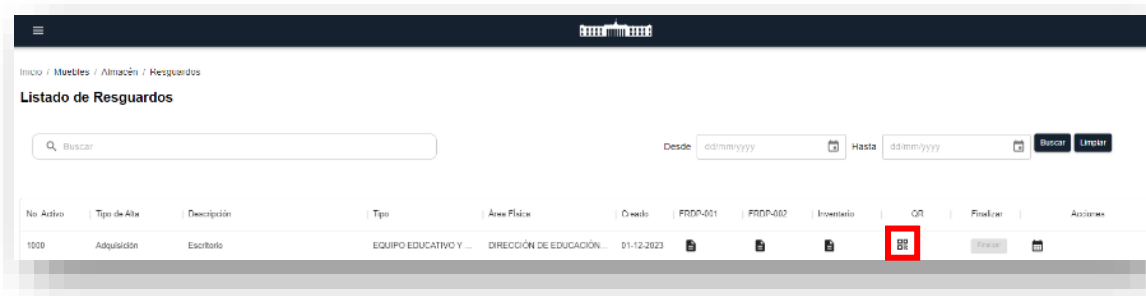 Inicio / Muebles / Almacén / Resguardos
Listado de Resguardos
Buscar Desde dd/mm/yyyy Hasta dd/mm/yyyy Buscar Limpiar
No. Activo Tipo de Alta Descripción Tipo Área Física Creado FRDP-001 FRDP-002 Inventario QR Finalizar Acciones
1000 Adquisición Escritorio EQUIPO EDUCATIVO Y ... DIRECCIÓN DE EDUCACIÓN... 01-12-2023 Finalizar